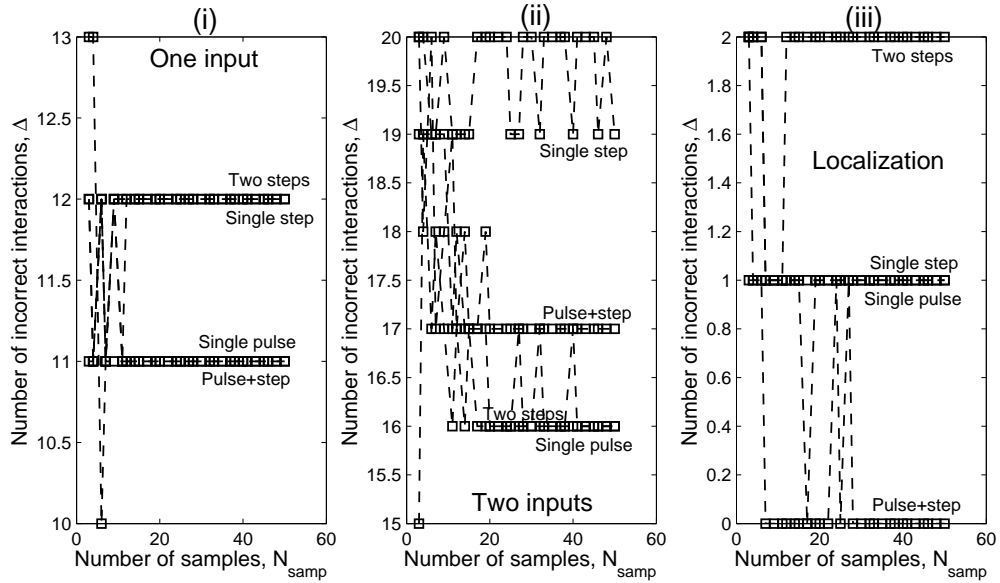 (i)
Number of incorrect interactions, Δ
13
12.5
12
11.5
11
10.5
10
One input
Two steps
Single step
Single pulse
Pulse+step
0
20
40
60
Number of samples, N_samp
(ii)
Number of incorrect interactions, Δ
20
19.5
19
18.5
18
17.5
17
16.5
16
15.5
15
Single step
Pulse+step
Two steps
Single pulse
Two inputs
0
20
40
60
Number of samples, N_samp
(iii)
Number of incorrect interactions, Δ
2
1.8
1.6
1.4
1.2
1
0.8
0.6
0.4
0.2
0
Two steps
Localization
Single step
Single pulse
Pulse+step
0
20
40
60
Number of samples, N_samp